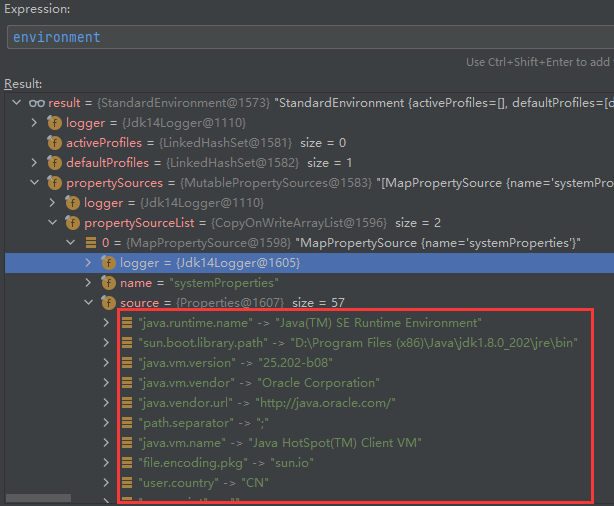 Expression:
environment
Use Ctrl+Shift+Enter to add
Result:
result = {StandardEnvironment@1573} "StandardEnvironment {activeProfiles=[], defaultProfiles=[d
logger = {Jdk14Logger@1110}
activeProfiles = {LinkedHashSet@1581} size = 0
defaultProfiles = {LinkedHashSet@1582} size = 1
propertySources = {MutablePropertySources@1583} "[MapPropertySource {name='systemPro
logger = {Jdk14Logger@1110}
propertySourceList = {CopyOnWriteArrayList@1596} size = 2
0 = {MapPropertySource@1598} "MapPropertySource {name='systemProperties'}"
logger = {Jdk14Logger@1605}
name = "systemProperties"
source = {Properties@1607} size = 57
"java.runtime.name" -> "Java(TM) SE Runtime Environment"
"sun.boot.library.path" -> "D:\Program Files (x86)\Java\jdk1.8.0_202\jre\bin"
"java.vm.version" -> "25.202-b08"
"java.vm.vendor" -> "Oracle Corporation"
"java.vendor.url" -> "http://java.oracle.com/"
"path.separator" -> ";"
"java.vm.name" -> "Java HotSpot(TM) Client VM"
"file.encoding.pkg" -> "sun.io"
"user.country" -> "CN"